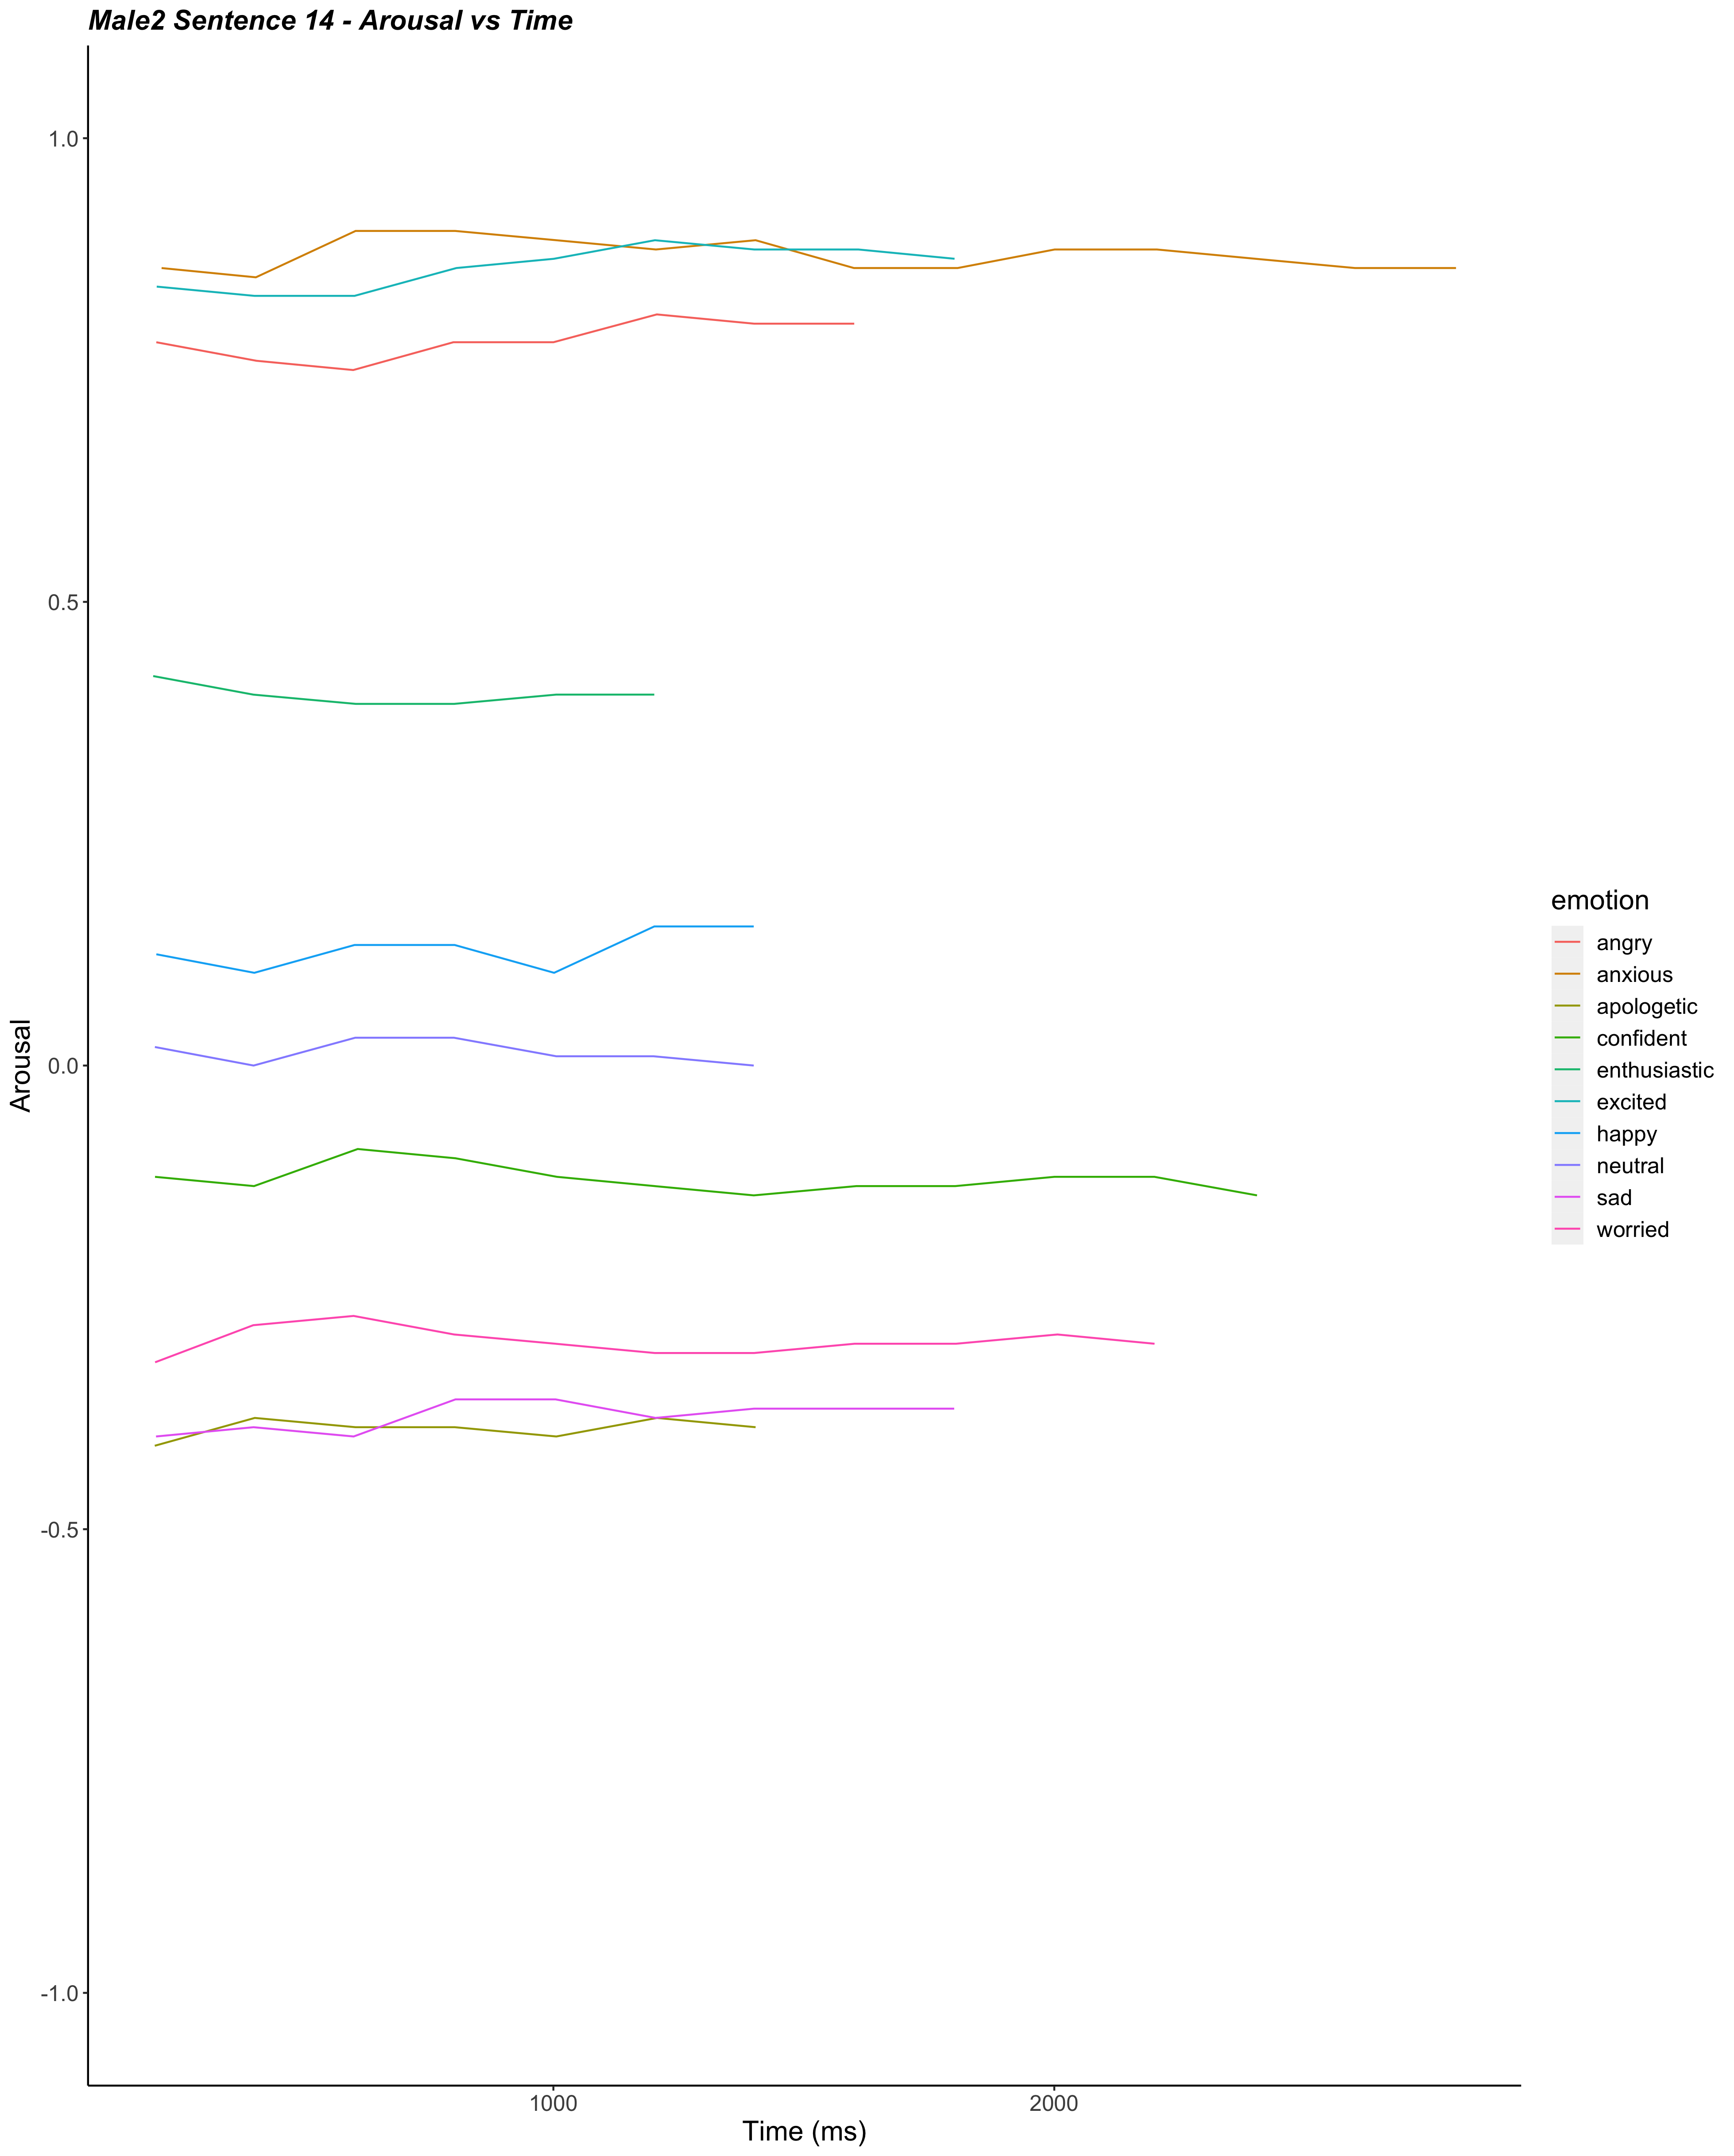 Male2 Sentence 14 - Arousal vs Time
1.0
0.5
0.0
-0.5
-1.0
Arousal
1000
2000
Time (ms)
emotion
angry
anxious
apologetic
confident
enthusiastic
excited
happy
neutral
sad
worried